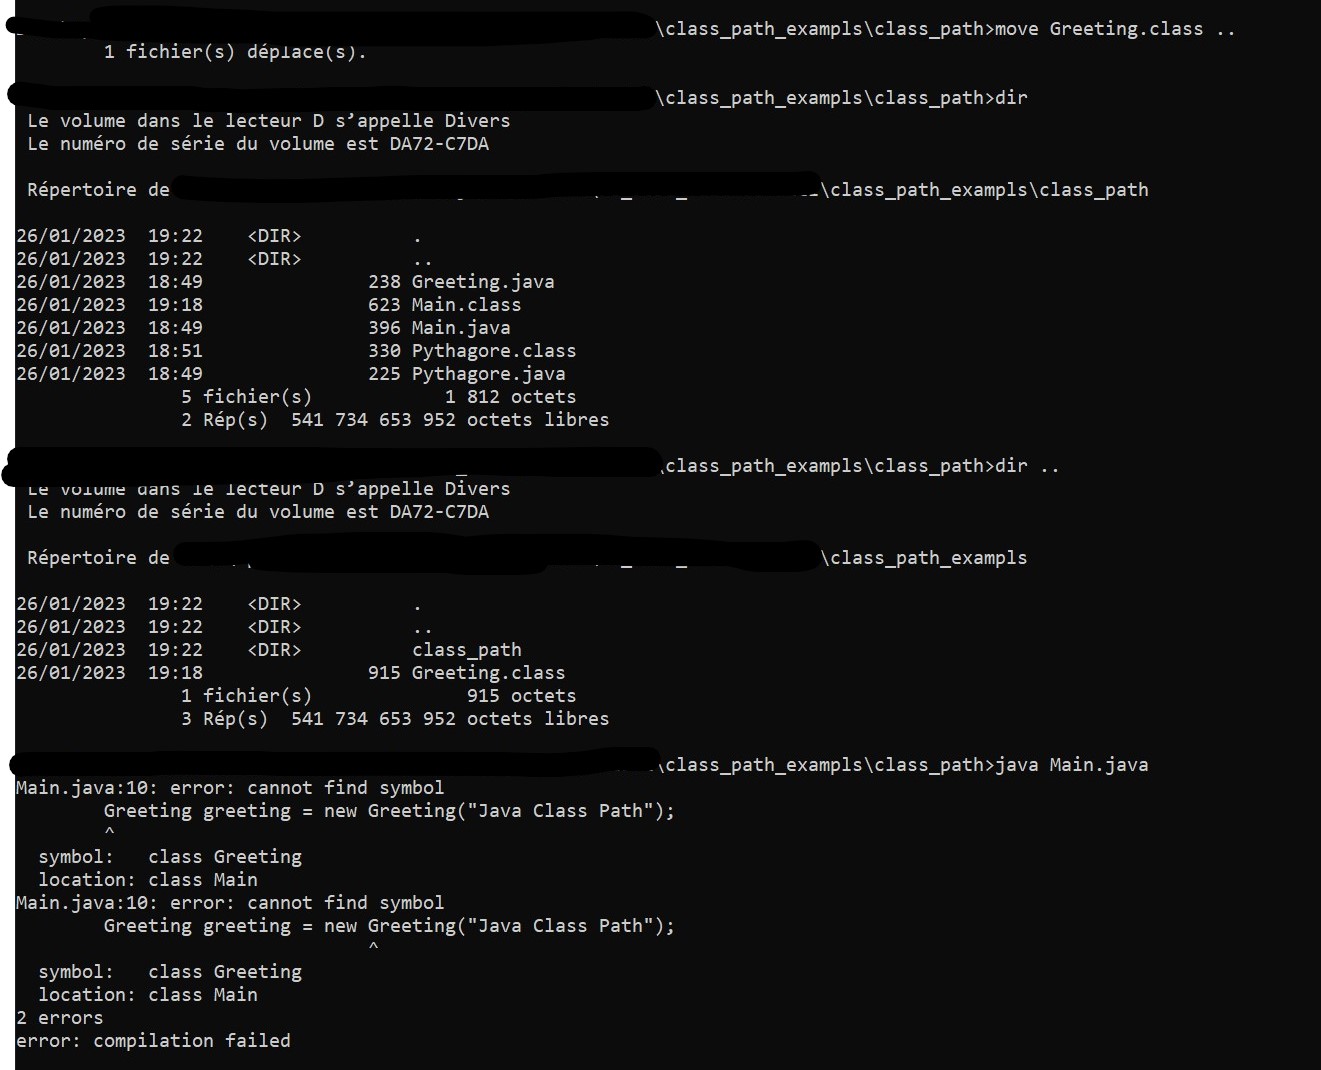 \class_path_exampls\class_path>move Greeting.class ..
1 fichier(s) déplacé(s).
\class_path_exampls\class_path>dir
Le volume dans le lecteur D s’appelle Divers
Le numéro de série du volume est DA72-C7DA
Répertoire de \class_path_exampls\class_path
26/01/2023  19:22    <DIR>          .
26/01/2023  19:22    <DIR>          ..
26/01/2023  18:49               238 Greeting.java
26/01/2023  19:18               623 Main.class
26/01/2023  18:49               396 Main.java
26/01/2023  18:51               330 Pythagore.class
26/01/2023  18:49               225 Pythagore.java
5 fichier(s)            1 812 octets
2 Rép(s)  541 734 653 952 octets libres
\class_path_exampls\class_path>dir ..
Le volume dans le lecteur D s’appelle Divers
Le numéro de série du volume est DA72-C7DA
Répertoire de \class_path_exampls
26/01/2023  19:22    <DIR>          .
26/01/2023  19:22    <DIR>          ..
26/01/2023  19:22    <DIR>          class_path
26/01/2023  19:18               915 Greeting.class
1 fichier(s)              915 octets
3 Rép(s)  541 734 653 952 octets libres
\class_path_exampls\class_path>java Main.java
Main.java:10: error: cannot find symbol
Greeting greeting = new Greeting("Java Class Path");
^
symbol:   class Greeting
location: class Main
Main.java:10: error: cannot find symbol
Greeting greeting = new Greeting("Java Class Path");
^
symbol:   class Greeting
location: class Main
2 errors
error: compilation failed